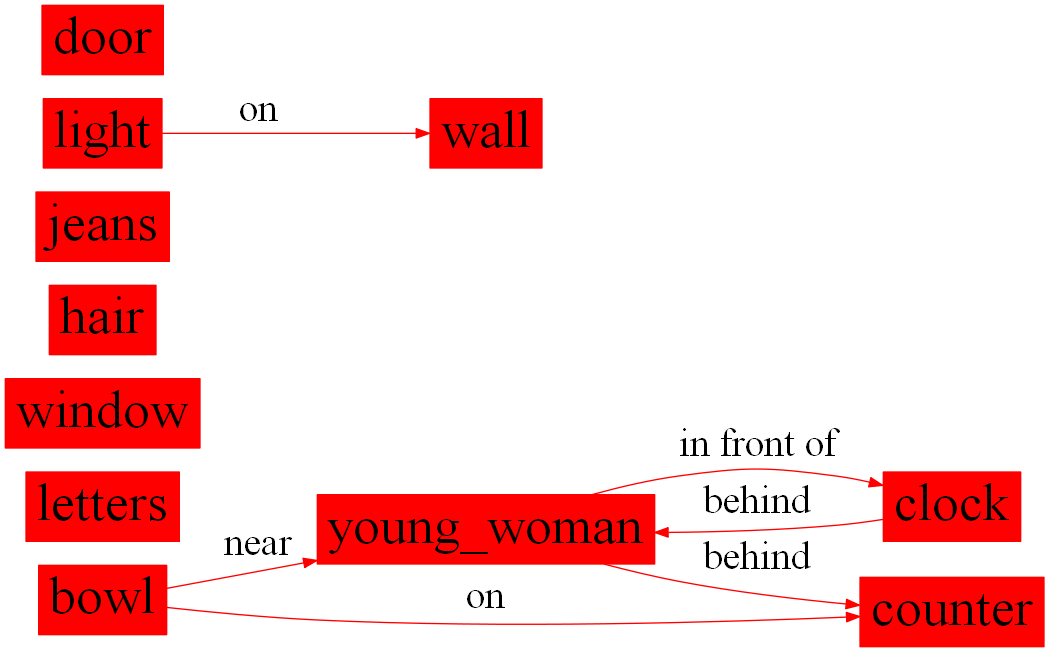 door
light
on
wall
jeans
hair
window
letters
bowl
near
on
young_woman
in front of
behind
behind
clock
counter